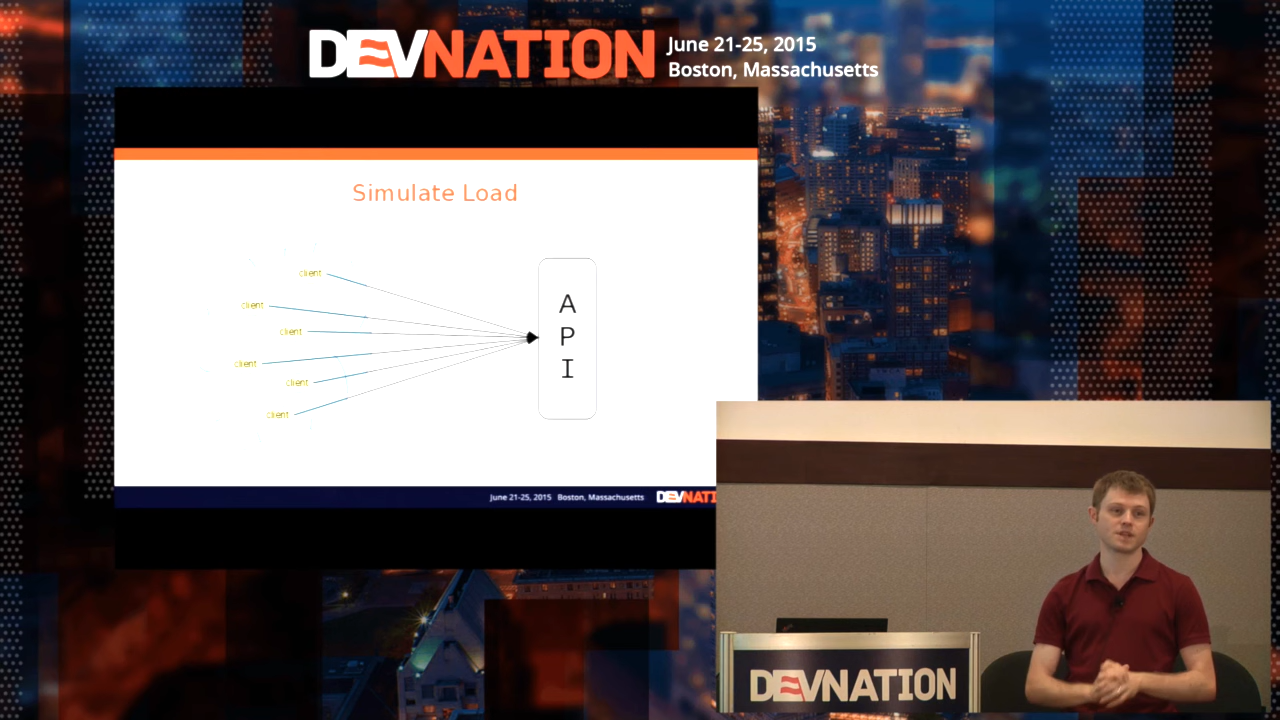 DEVNATION
June 21-25, 2015
Boston, Massachusetts
Simulate Load
client
client
client
client
client
client
A
P
I
June 21-25, 2015 Boston, Massachusetts
DEVNATI
DEVNATION